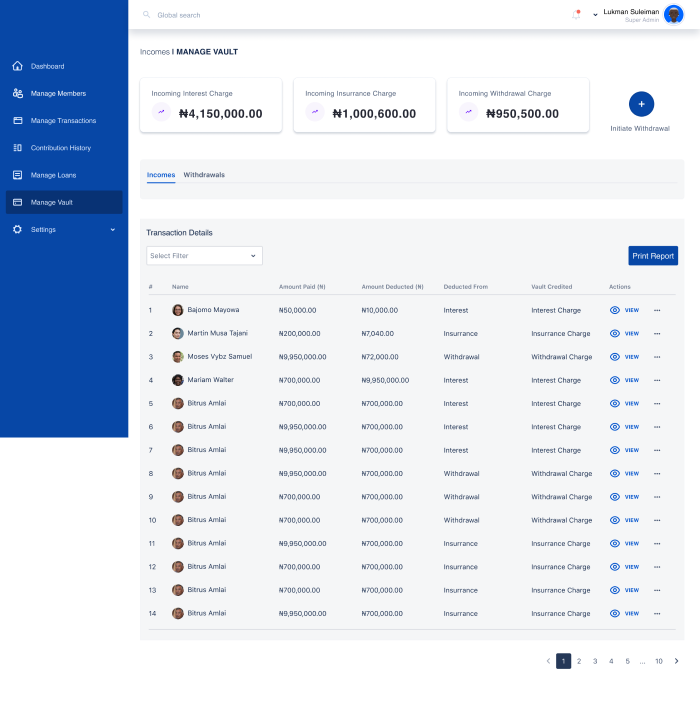 Global search
Lukman Suleiman
Super Admin
Dashboard
Manage Members
Manage Transactions
Contribution History
Manage Loans
Manage Vault
Settings
Incomes I MANAGE VAULT
Incoming Interest Charge
₦4,150,000.00
Incoming Insurrance Charge
₦1,000,600.00
Incoming Withdrawal Charge
₦950,500.00
+
Initiate Withdrawal
Incomes Withdrawals
Transaction Details
Select Filter
Print Report
# Name Amount Paid (₦) Amount Deducted (₦) Deducted From Vault Credited Actions
1 Bajomo Mayowa ₦50,000.00 ₦10,000.00 Interest Interest Charge VIEW ...
2 Martin Musa Tajani ₦200,000.00 ₦7,040.00 Insurrance Insurrance Charge VIEW ...
3 Moses Vybz Samuel ₦9,950,000.00 ₦72,000.00 Withdrawal Withdrawal Charge VIEW ...
4 Mariam Walter ₦700,000.00 ₦9,950,000.00 Interest Interest Charge VIEW ...
5 Bitrus Amlai ₦700,000.00 ₦700,000.00 Interest Interest Charge VIEW ...
6 Bitrus Amlai ₦9,950,000.00 ₦700,000.00 Interest Interest Charge VIEW ...
7 Bitrus Amlai ₦9,950,000.00 ₦700,000.00 Interest Interest Charge VIEW ...
8 Bitrus Amlai ₦9,950,000.00 ₦700,000.00 Withdrawal Withdrawal Charge VIEW ...
9 Bitrus Amlai ₦700,000.00 ₦700,000.00 Withdrawal Withdrawal Charge VIEW ...
10 Bitrus Amlai ₦700,000.00 ₦700,000.00 Withdrawal Withdrawal Charge VIEW ...
11 Bitrus Amlai ₦9,950,000.00 ₦700,000.00 Insurrance Insurrance Charge VIEW ...
12 Bitrus Amlai ₦700,000.00 ₦700,000.00 Insurrance Insurrance Charge VIEW ...
13 Bitrus Amlai ₦700,000.00 ₦700,000.00 Insurrance Insurrance Charge VIEW ...
14 Bitrus Amlai ₦9,950,000.00 ₦700,000.00 Insurrance Insurrance Charge VIEW ...
< 1 2 3 4 5 ... 10 >